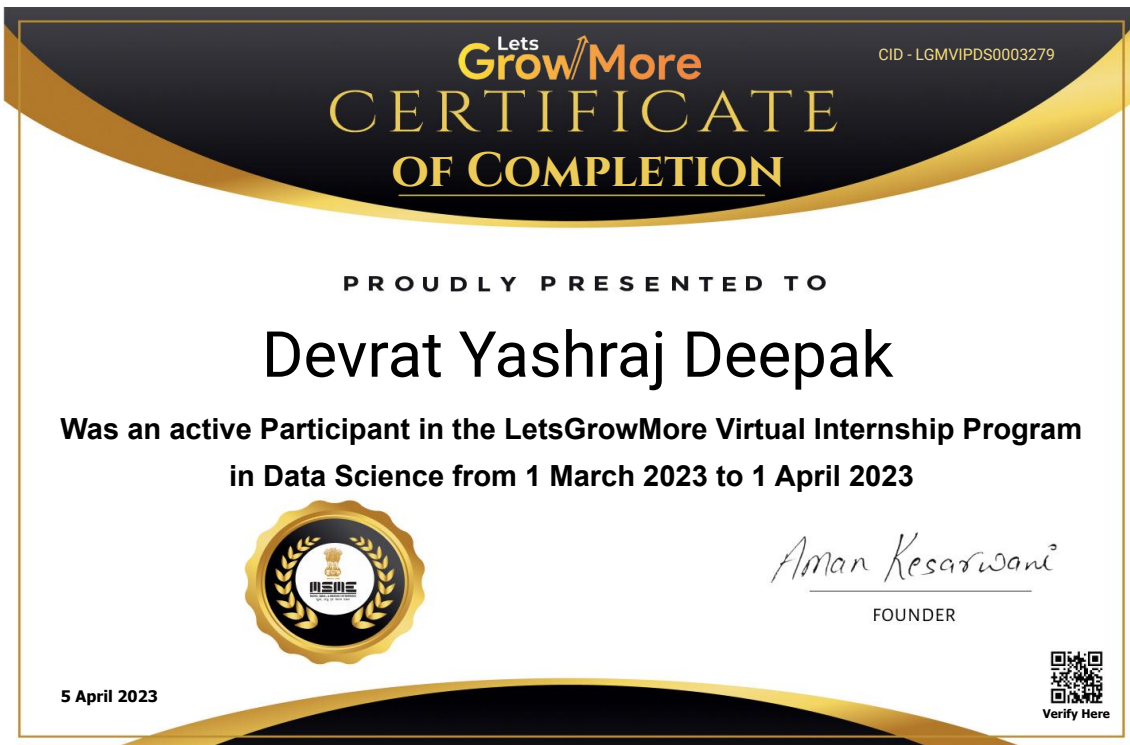 Lets
GrowMore
CID - LGMVIPDS0003279
CERTIFICATE
OF COMPLETION
PROUDLY PRESENTED TO
Devrat Yashraj Deepak
Was an active Participant in the LetsGrowMore Virtual Internship Program
in Data Science from 1 March 2023 to 1 April 2023
MSME
Aman Kesarwani
FOUNDER
5 April 2023
Verify Here